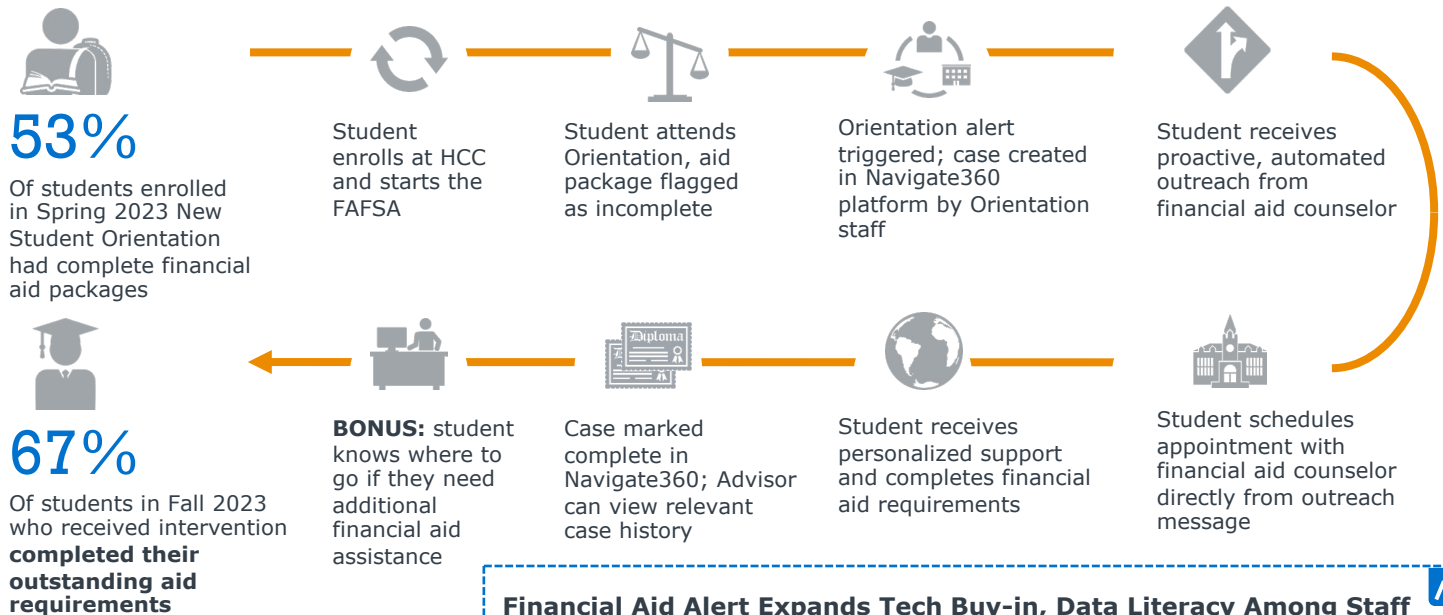 53%
Of students enrolled
in Spring 2023 New
Student Orientation
had complete financial
aid packages
Student
enrolls at HCC
and starts the
FAFSA
Student attends
Orientation, aid
package flagged
as incomplete
Orientation alert
triggered; case created
in Navigate360
platform by Orientation
staff
Student receives
proactive, automated
outreach from
financial aid counselor
Student schedules
appointment with
financial aid counselor
directly from outreach
message
Student receives
personalized support
and completes financial
aid requirements
Diploma
Case marked
complete in
Navigate360; Advisor
can view relevant
case history
BONUS: student
knows where to
go if they need
additional
financial aid
assistance
67%
Of students in Fall 2023
who received intervention
completed their
outstanding aid
requirements
Financial Aid Alert Expands Tech Buy-in, Data Literacy Among Staff